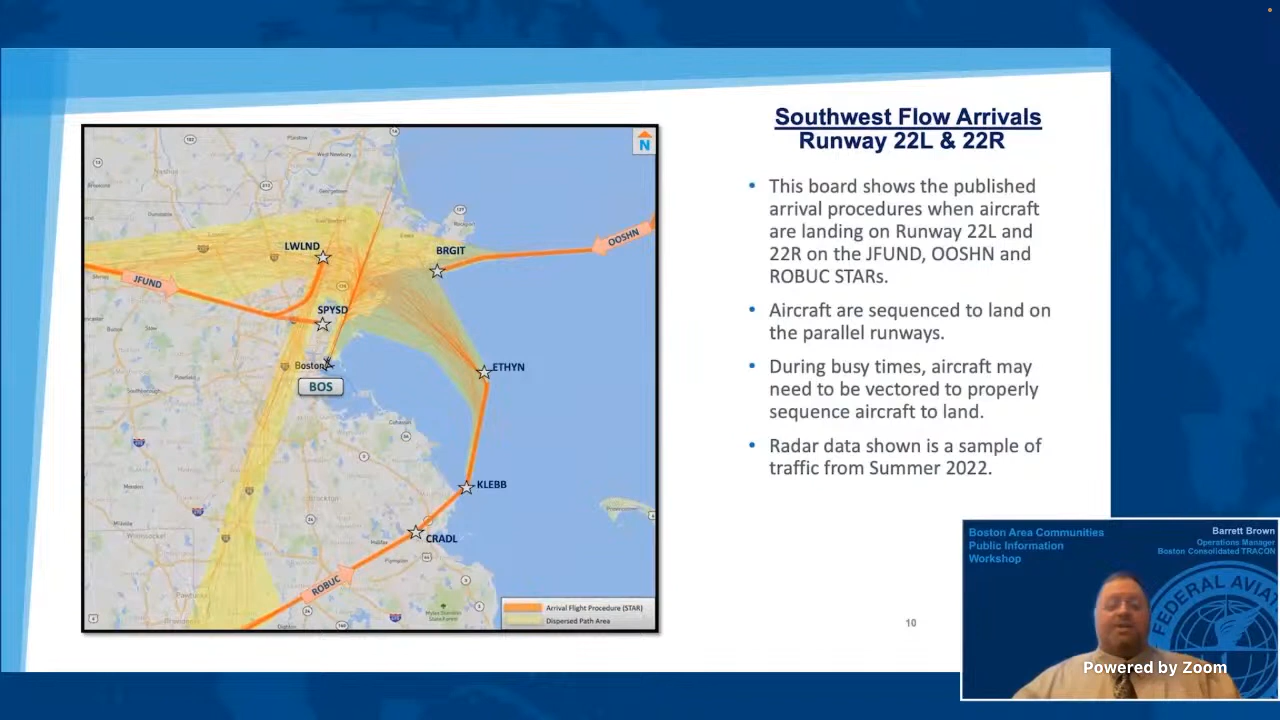 Southwest Flow Arrivals
Runway 22L & 22R
• This board shows the published
arrival procedures when aircraft
are landing on Runway 22L and
22R on the JFUND, OOSHN and
ROBUC STARs.
• Aircraft are sequenced to land on
the parallel runways.
• During busy times, aircraft may
need to be vectored to properly
sequence aircraft to land.
• Radar data shown is a sample of
traffic from Summer 2022.
N
LWLND
BRGIT
OOSHN
JFUND
SPYSD
Boston
ETHYN
BOS
KLEBB
CRADL
ROBUC
Arrival Flight Procedure (STAR)
Dispersed Path Area
10
Boston Area Communities
Public Information
Workshop
Barrett Brown
Operations Manager
Boston Consolidated TRACON
FEDERAL AVIA
Powered by Zoom